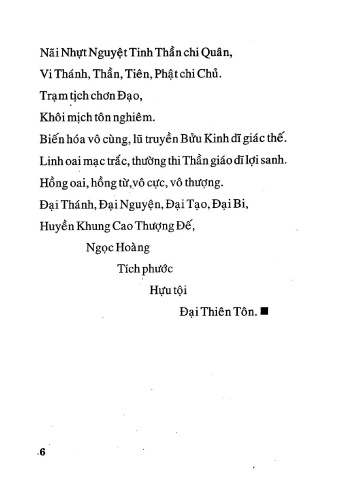 Nãi Nhựt Nguyệt Tinh Thần chi Quân,
Vi Thánh, Thần, Tiên, Phật chi Chủ.
Trạm tịch chơn Đạo,
Khôi mịch tôn nghiêm.
Biến hóa vô cùng, lũ truyền Bửu Kinh dĩ giác thế.
Linh oai mạc trắc, thường thi Thần giáo dĩ lợi sanh.
Hồng oai, hồng từ,vô cực, vô thượng.
Đại Thánh, Đại Nguyện, Đại Tạo, Đại Bi,
Huyền Khung Cao Thượng Đế,
Ngọc Hoàng
Tích phước
Hựu tội
Đại Thiên Tôn. ■
6